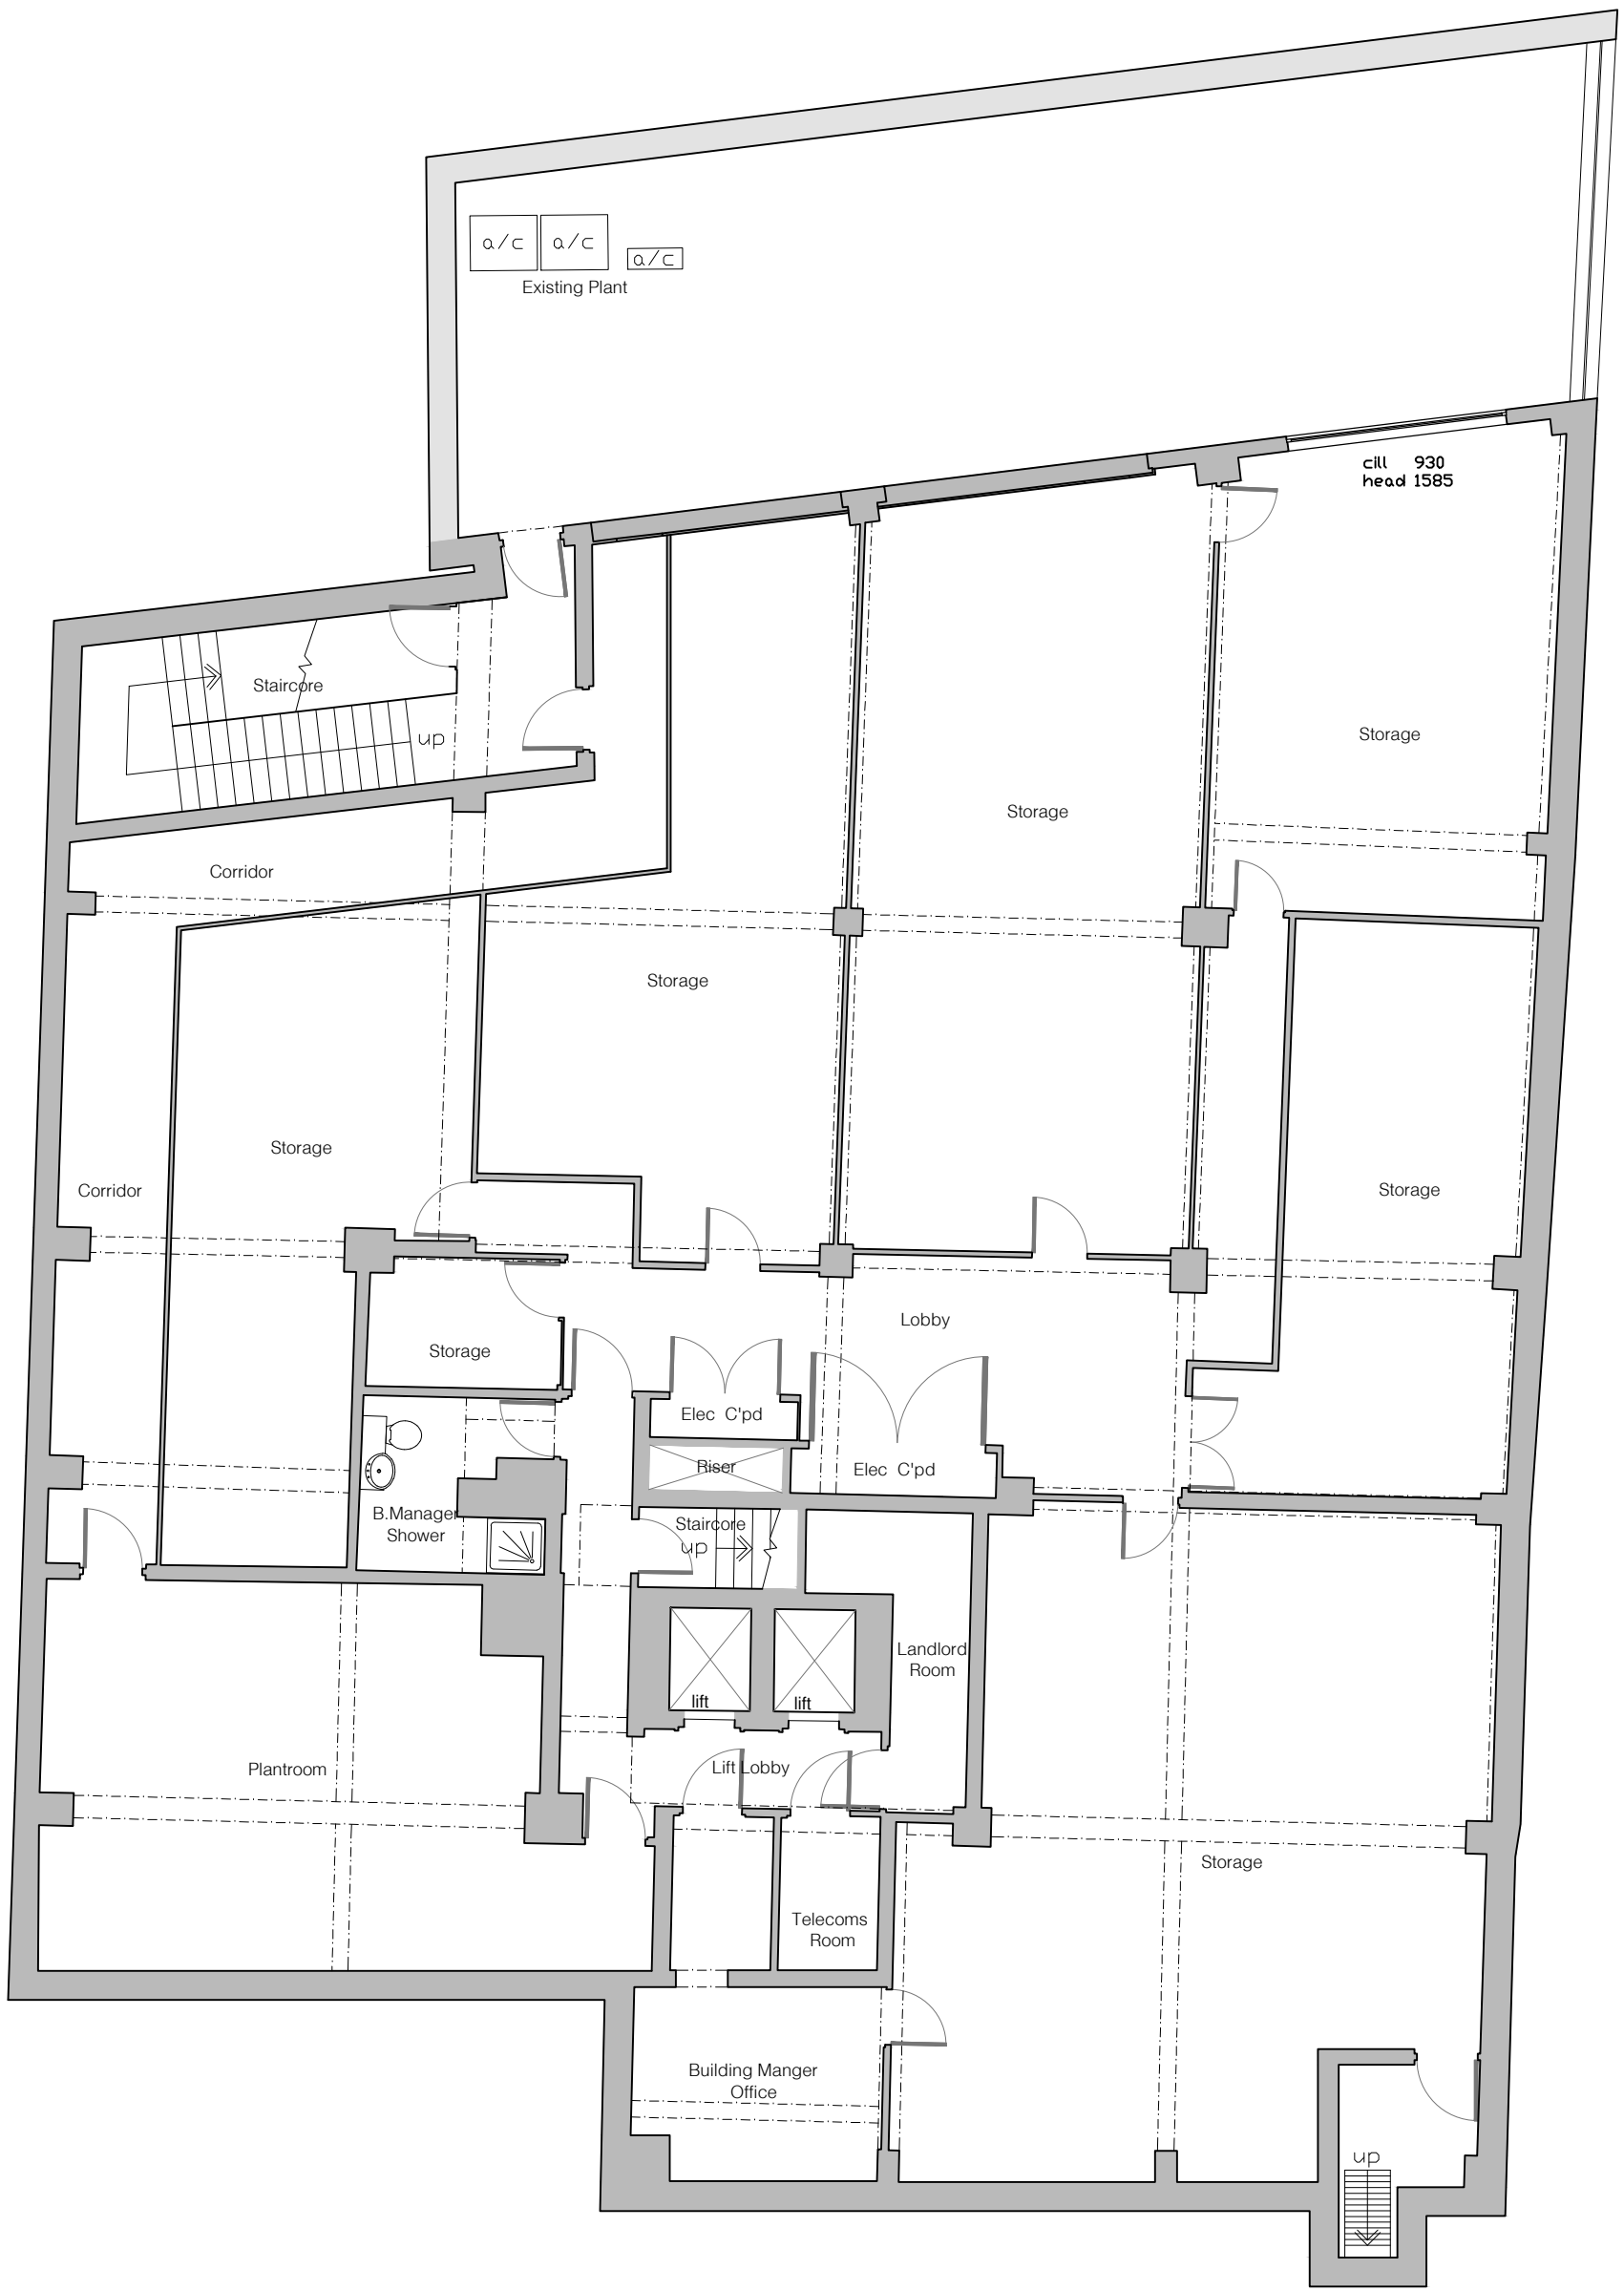 a/c
a/c
a/c
Existing Plant
cill 930
head 1585
Staircore
up
Storage
Storage
Corridor
Storage
Storage
Corridor
Storage
Lobby
Storage
Elec C'pd
Riser
Elec C'pd
B.Manager
Shower
Staircore
up
Landlord
Room
lift
lift
Lift Lobby
Plantroom
Storage
Telecoms
Room
Building Manger
Office
up